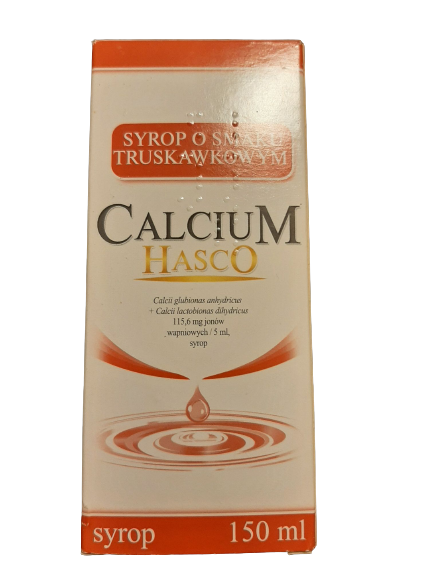 SYROP O SMAKU
TRUSKAWKOWYM
CALCIUM
HASCO
Calcii glubionas anhydricus
+ Calcii lactobionas dihydricus
115,6 mg jonów
wapniowych / 5 ml,
syrop
syrop 150 ml